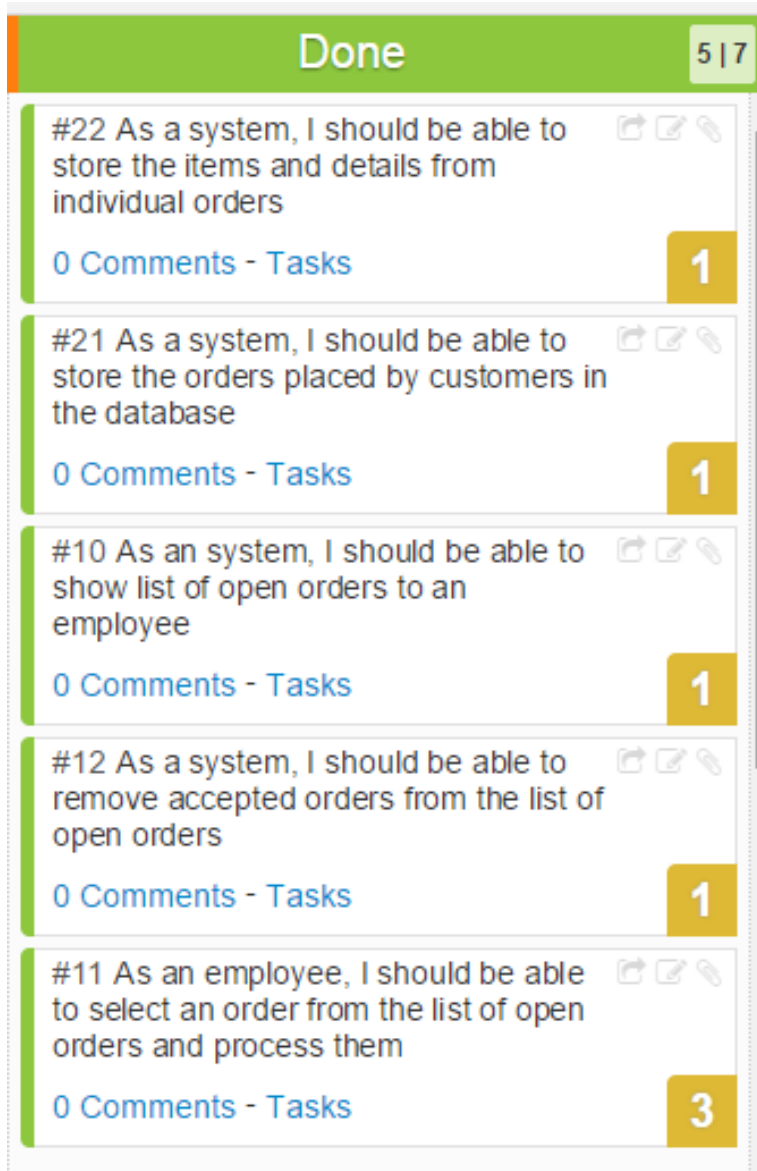 Done
5 | 7
#22 As a system, I should be able to
store the items and details from
individual orders
0 Comments - Tasks
1
#21 As a system, I should be able to
store the orders placed by customers in
the database
0 Comments - Tasks
1
#10 As an system, I should be able to
show list of open orders to an
employee
0 Comments - Tasks
1
#12 As a system, I should be able to
remove accepted orders from the list of
open orders
0 Comments - Tasks
1
#11 As an employee, I should be able
to select an order from the list of open
orders and process them
0 Comments - Tasks
3